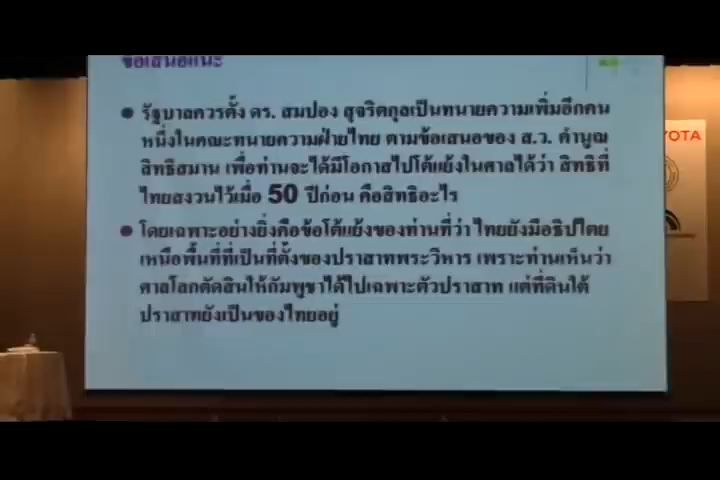 ข้อเสนอแนะ
รัฐบาลควรตั้ง ดร. สมปอง สุจริตกุลเป็นทนายความเพิ่มอีกคน
หนึ่งในคณะทนายความฝ่ายไทย ตามข้อเสนอของ ส.ว. คำนูณ
สิทธิสมาน เพื่อท่านจะได้มีโอกาสไปโต้แย้งในศาลได้ว่า สิทธิที่
ไทยสงวนไว้เมื่อ 50 ปีก่อน คือสิทธิอะไร
โดยเฉพาะอย่างยิ่งคือข้อโต้แย้งของท่านที่ว่า ไทยยังมีอธิปไตย
เหนือพื้นที่ที่เป็นที่ตั้งของปราสาทพระวิหาร เพราะท่านเห็นว่า
ศาลโลกตัดสินให้กัมพูชาได้ไปเฉพาะตัวปราสาท แต่ที่ดินใต้
ปราสาทยังเป็นของไทยอยู่
YOTA